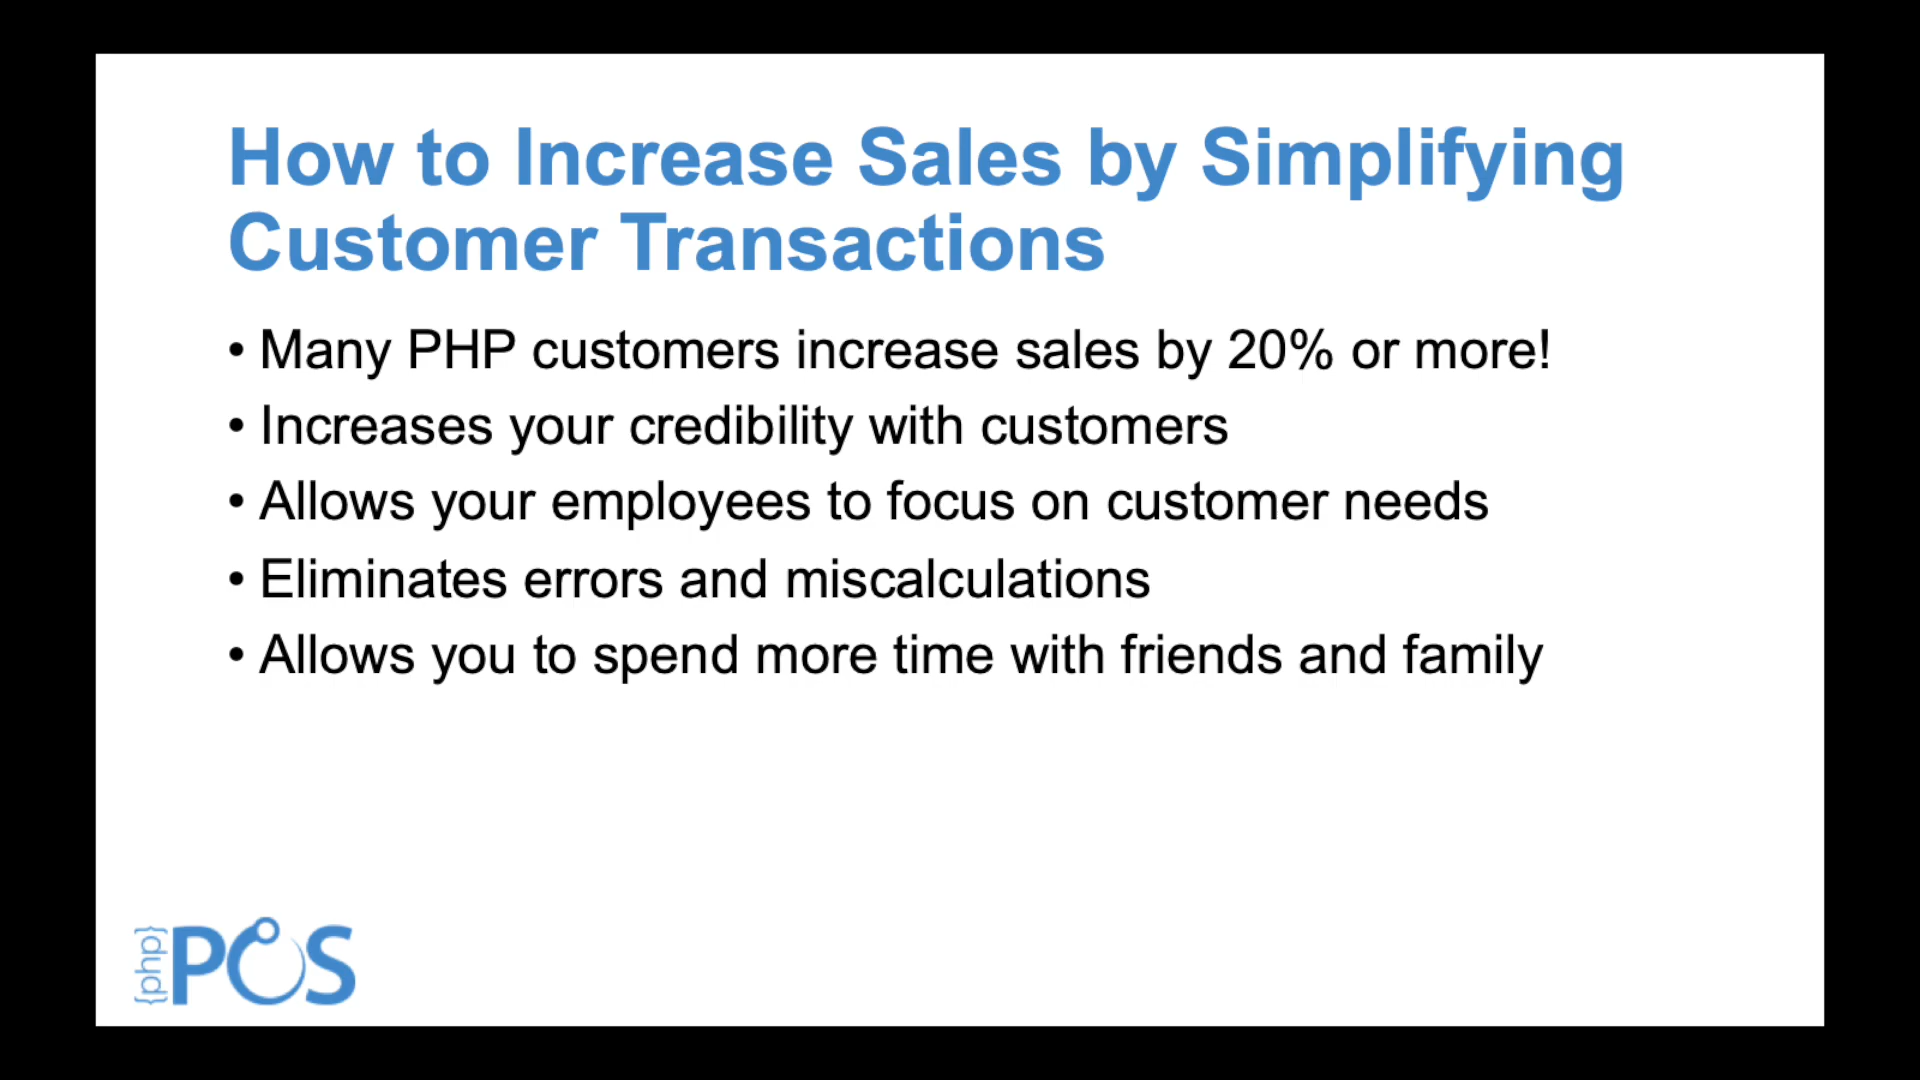 How to Increase Sales by Simplifying
Customer Transactions
• Many PHP customers increase sales by 20% or more!
• Increases your credibility with customers
• Allows your employees to focus on customer needs
• Eliminates errors and miscalculations
• Allows you to spend more time with friends and family
{php} POS